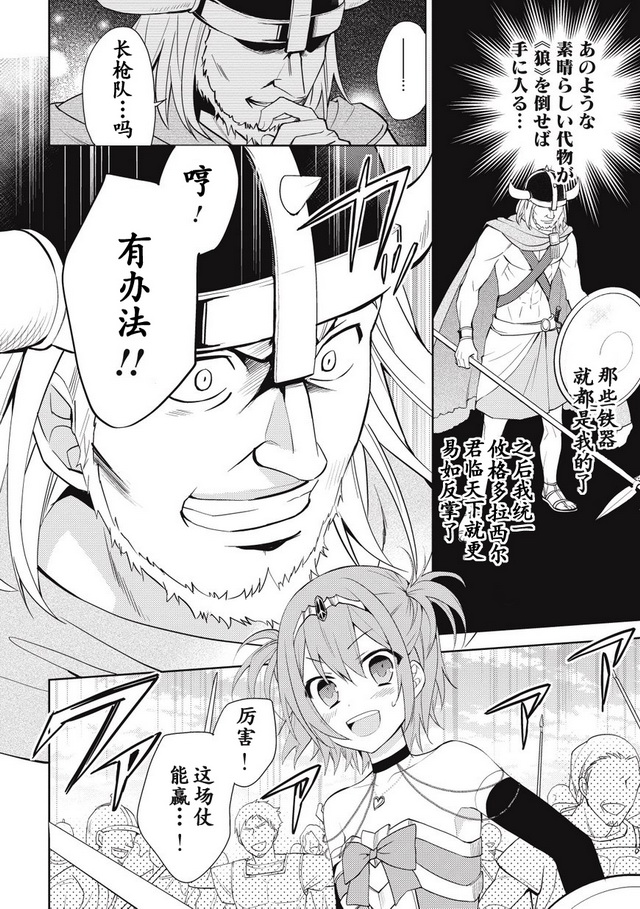 あのような
素晴らしい代物が
《狼》を倒せば
手に入る…
那些铁器
就都是我的了
之后我统一
攸格多拉西尔
君临天下就更
易如反掌了
…
长枪队…吗
哼！
有办法！！
厉害！
这场仗
能赢…！